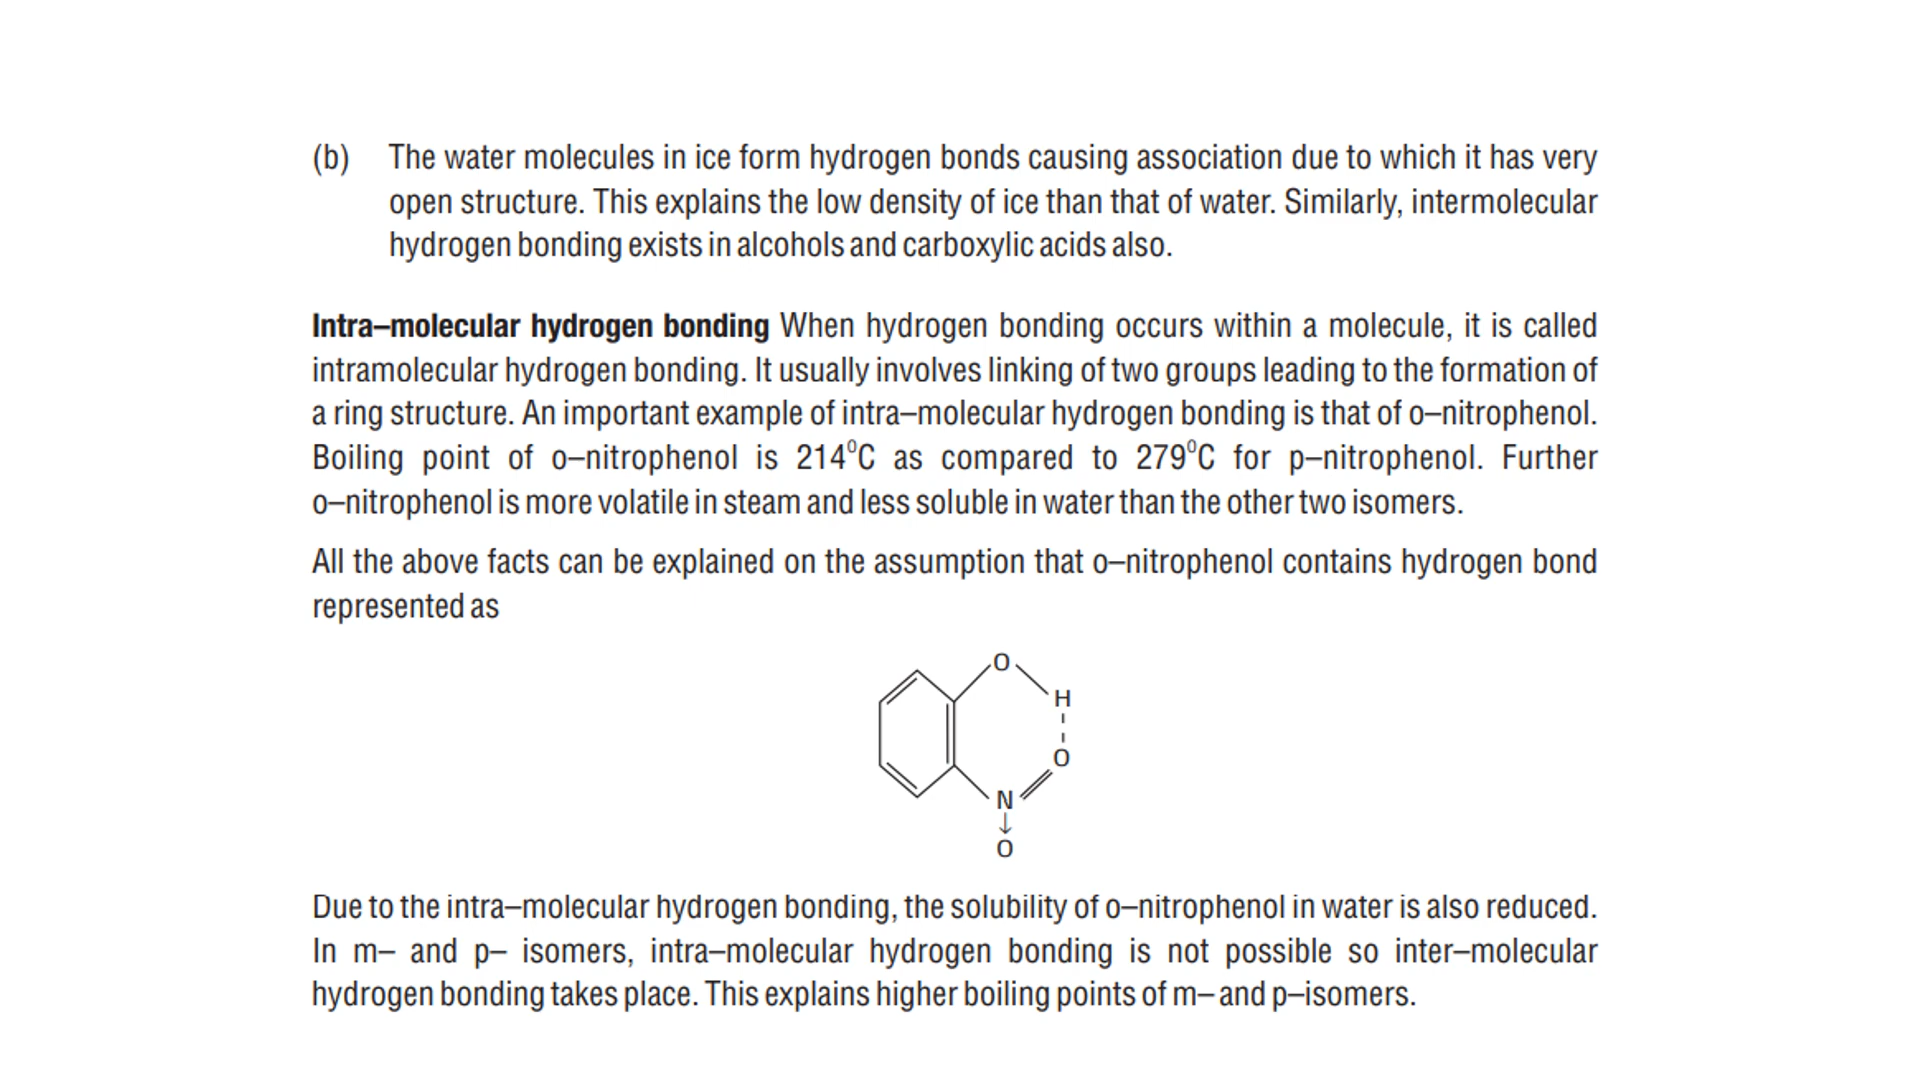 (b) The water molecules in ice form hydrogen bonds causing association due to which it has very
open structure. This explains the low density of ice than that of water. Similarly, intermolecular
hydrogen bonding exists in alcohols and carboxylic acids also.
Intra–molecular hydrogen bonding When hydrogen bonding occurs within a molecule, it is called
intramolecular hydrogen bonding. It usually involves linking of two groups leading to the formation of
a ring structure. An important example of intra–molecular hydrogen bonding is that of o–nitrophenol.
Boiling point of o–nitrophenol is 214⁰C as compared to 279⁰C for p–nitrophenol. Further
o–nitrophenol is more volatile in steam and less soluble in water than the other two isomers.
All the above facts can be explained on the assumption that o–nitrophenol contains hydrogen bond
represented as
O
H
O
N
↓
O
Due to the intra–molecular hydrogen bonding, the solubility of o–nitrophenol in water is also reduced.
In m– and p– isomers, intra–molecular hydrogen bonding is not possible so inter–molecular
hydrogen bonding takes place. This explains higher boiling points of m– and p–isomers.